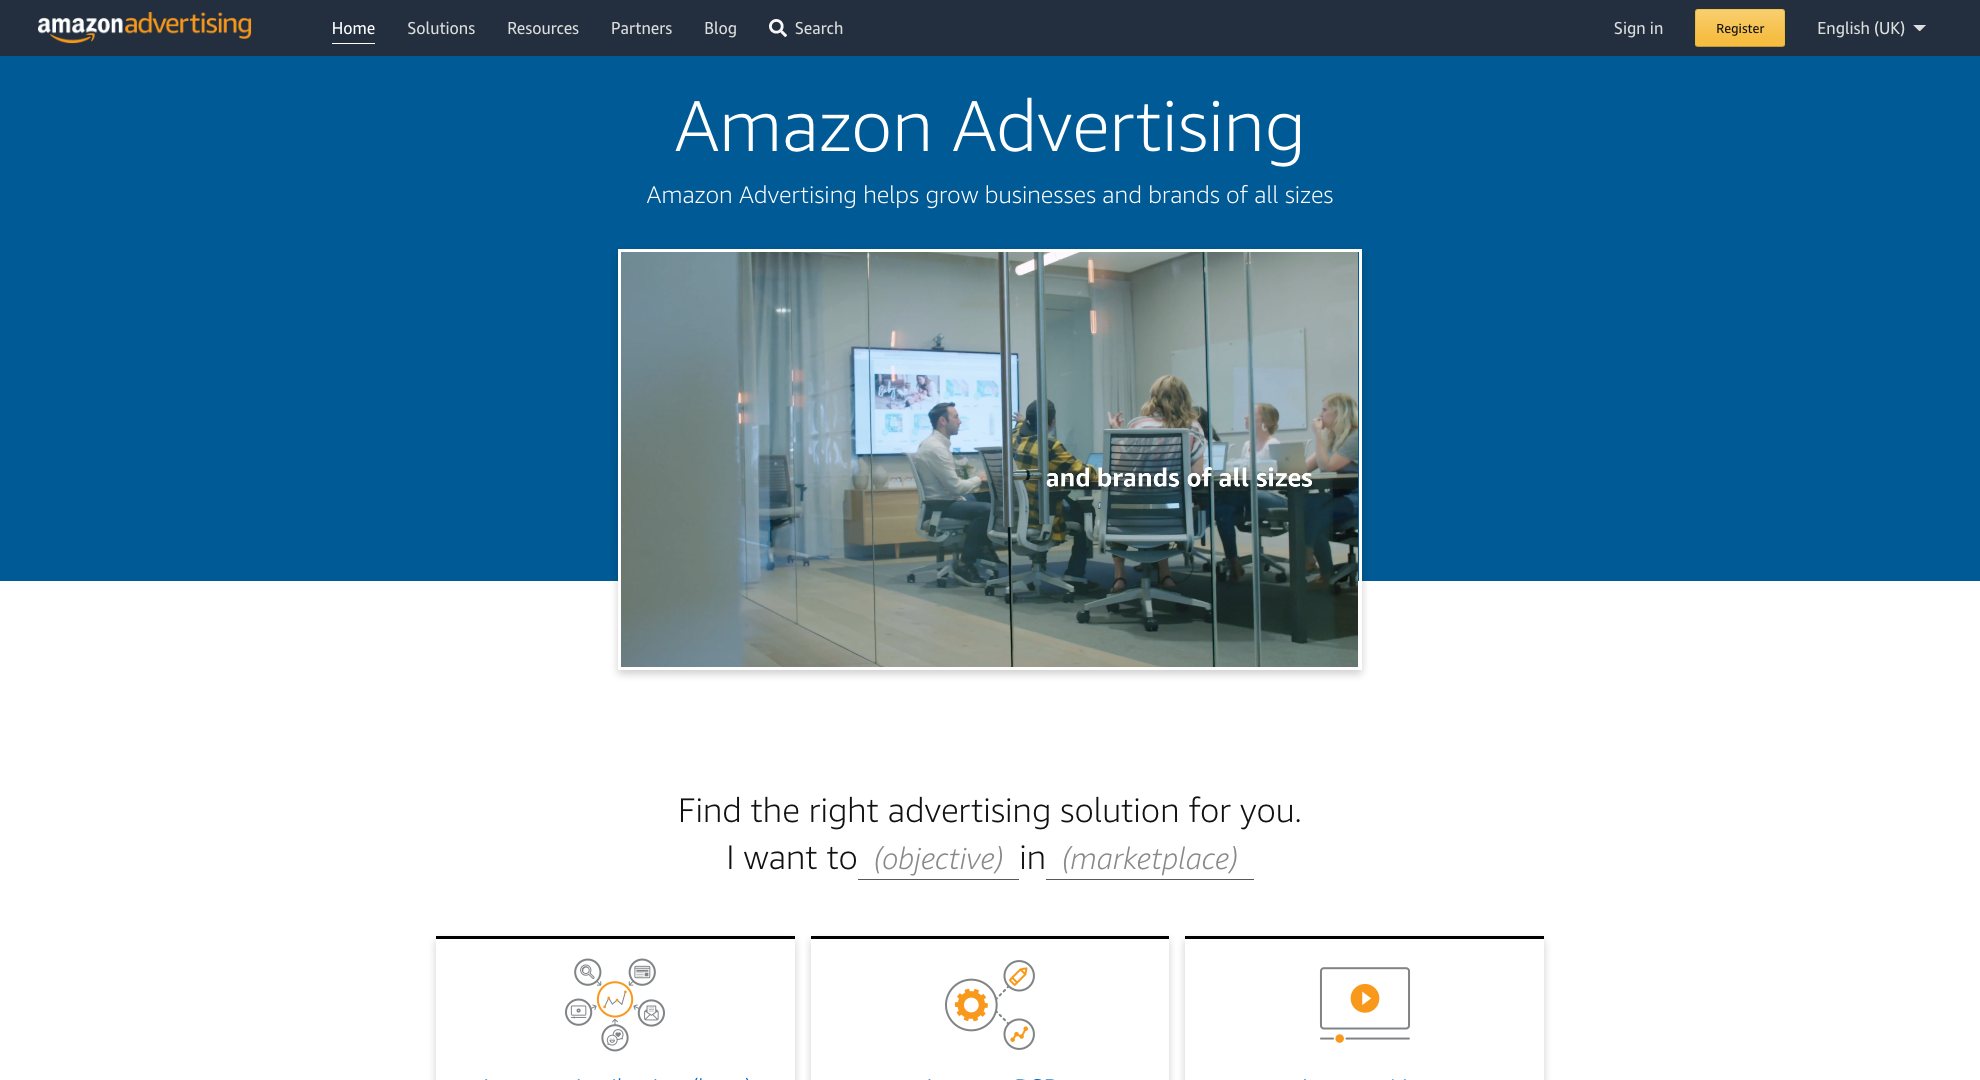 amazonadvertising
Home Solutions Resources Partners Blog Search Sign in Register English (UK)
Amazon Advertising
Amazon Advertising helps grow businesses and brands of all sizes
and brands of all sizes
Find the right advertising solution for you.
I want to (objective) in (marketplace)